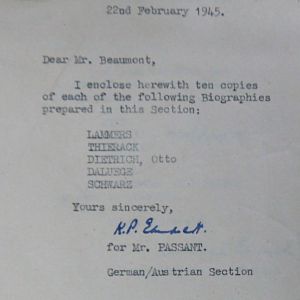 22nd February 1945.
Dear Mr. Beaumont,
I enclose herewith ten copies
of each of the following Biographies
prepared in this Section:
LAMMERS
THIERACK
DIETRICH, Otto
DALUEGE
SCHWARZ
Yours sincerely,
K.P.
for Mr. PASSANT.
German/Austrian Section